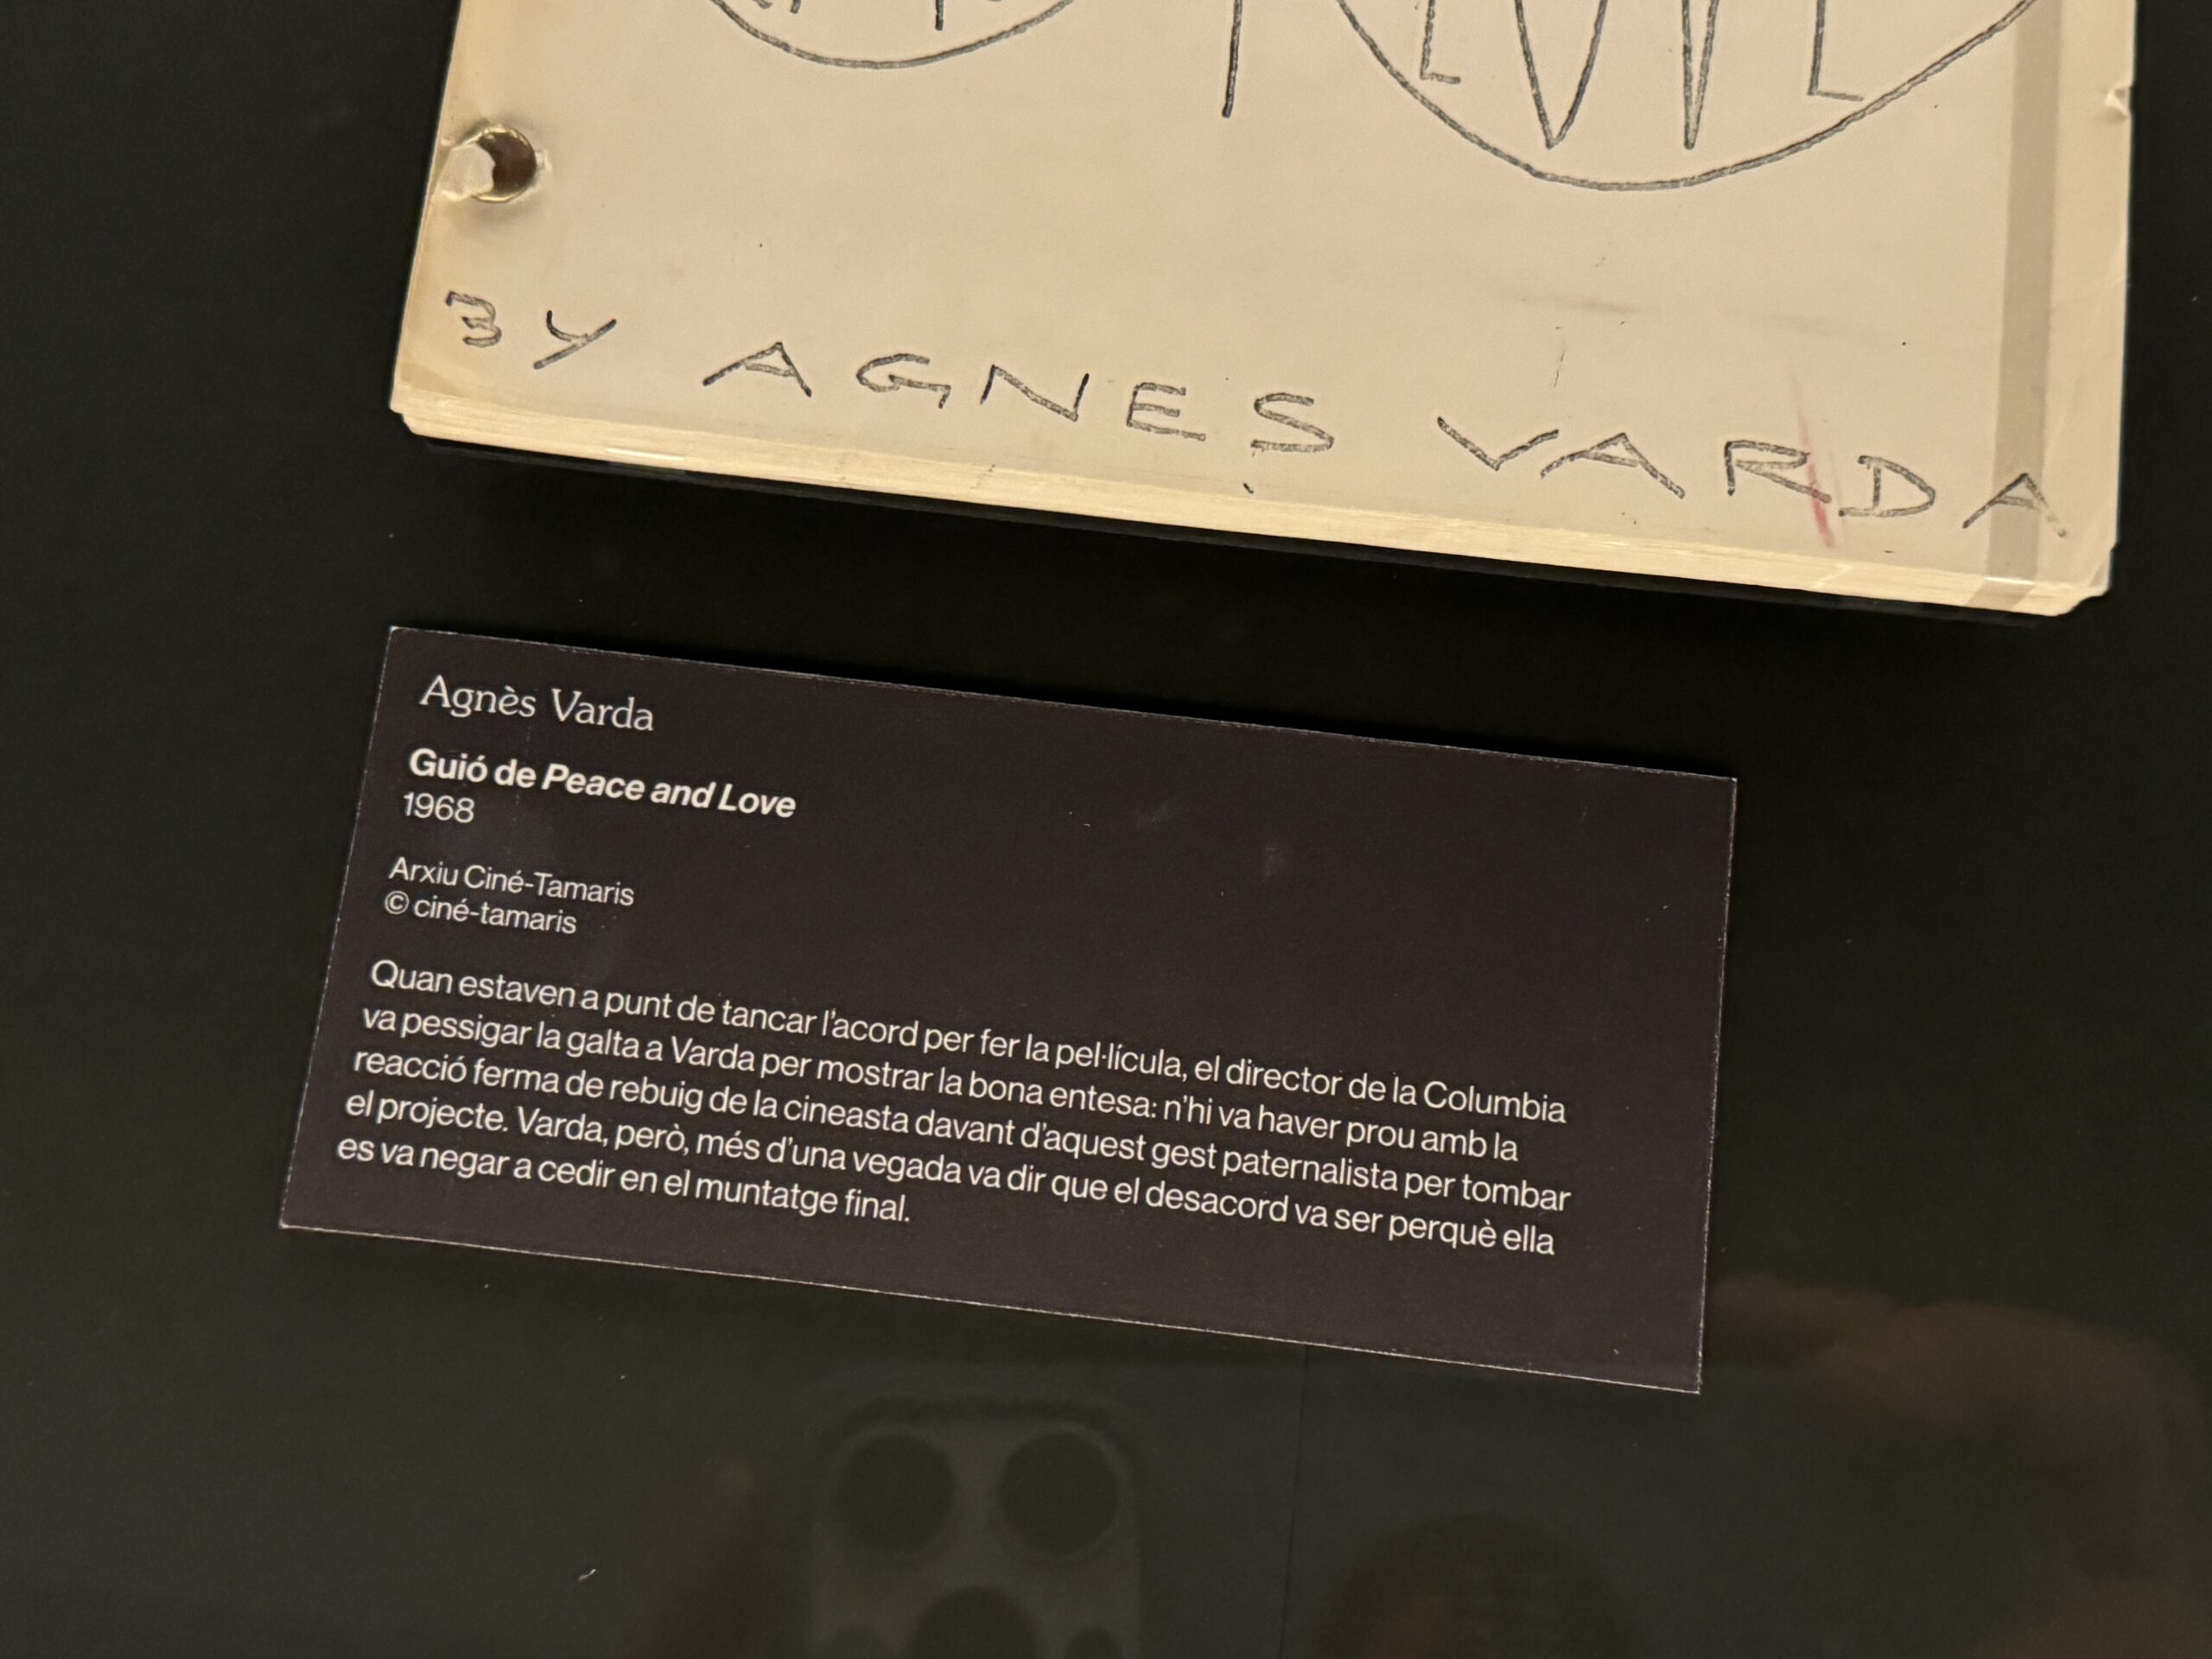 BY AGNES VARDA
Agnès Varda
Guió de Peace and Love
1968
Arxiu Ciné-Tamaris
© ciné-tamaris
Quan estaven a punt de tancar l'acord per fer la pel·lícula, el director de la Columbia
va pessigar la galta a Varda per mostrar la bona entesa: n'hi va haver prou amb la
reacció ferma de rebuig de la cineasta davant d'aquest gest paternalista per tombar
el projecte. Varda, però, més d'una vegada va dir que el desacord va ser perquè ella
es va negar a cedir en el muntatge final.